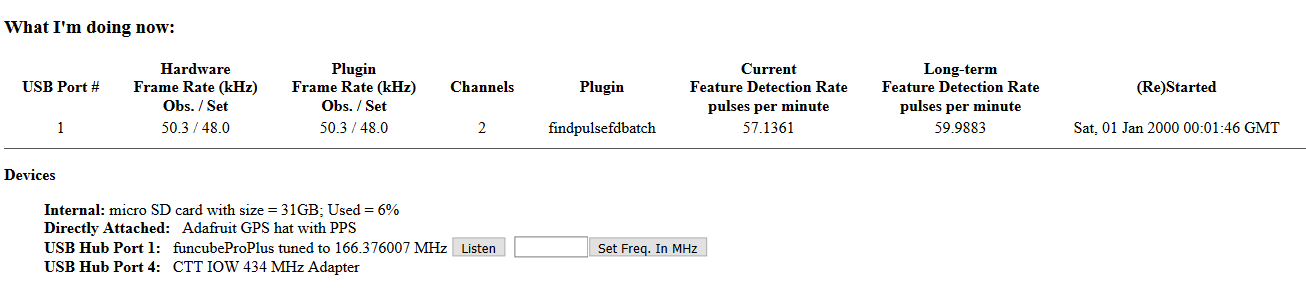 What I'm doing now:
USB Port #
Hardware
Frame Rate (kHz)
Obs. / Set
Plugin
Frame Rate (kHz)
Obs. / Set
Channels
Plugin
Current
Feature Detection Rate
pulses per minute
Long-term
Feature Detection Rate
pulses per minute
(Re)Started
1 50.3 / 48.0 50.3 / 48.0 2 findpulsefdbatch 57.1361 59.9883 Sat, 01 Jan 2000 00:01:46 GMT
Devices
Internal: micro SD card with size = 31GB; Used = 6%
Directly Attached: Adafruit GPS hat with PPS
USB Hub Port 1: funcubeProPlus tuned to 166.376007 MHz Listen Set Freq. In MHz
USB Hub Port 4: CTT IOW 434 MHz Adapter